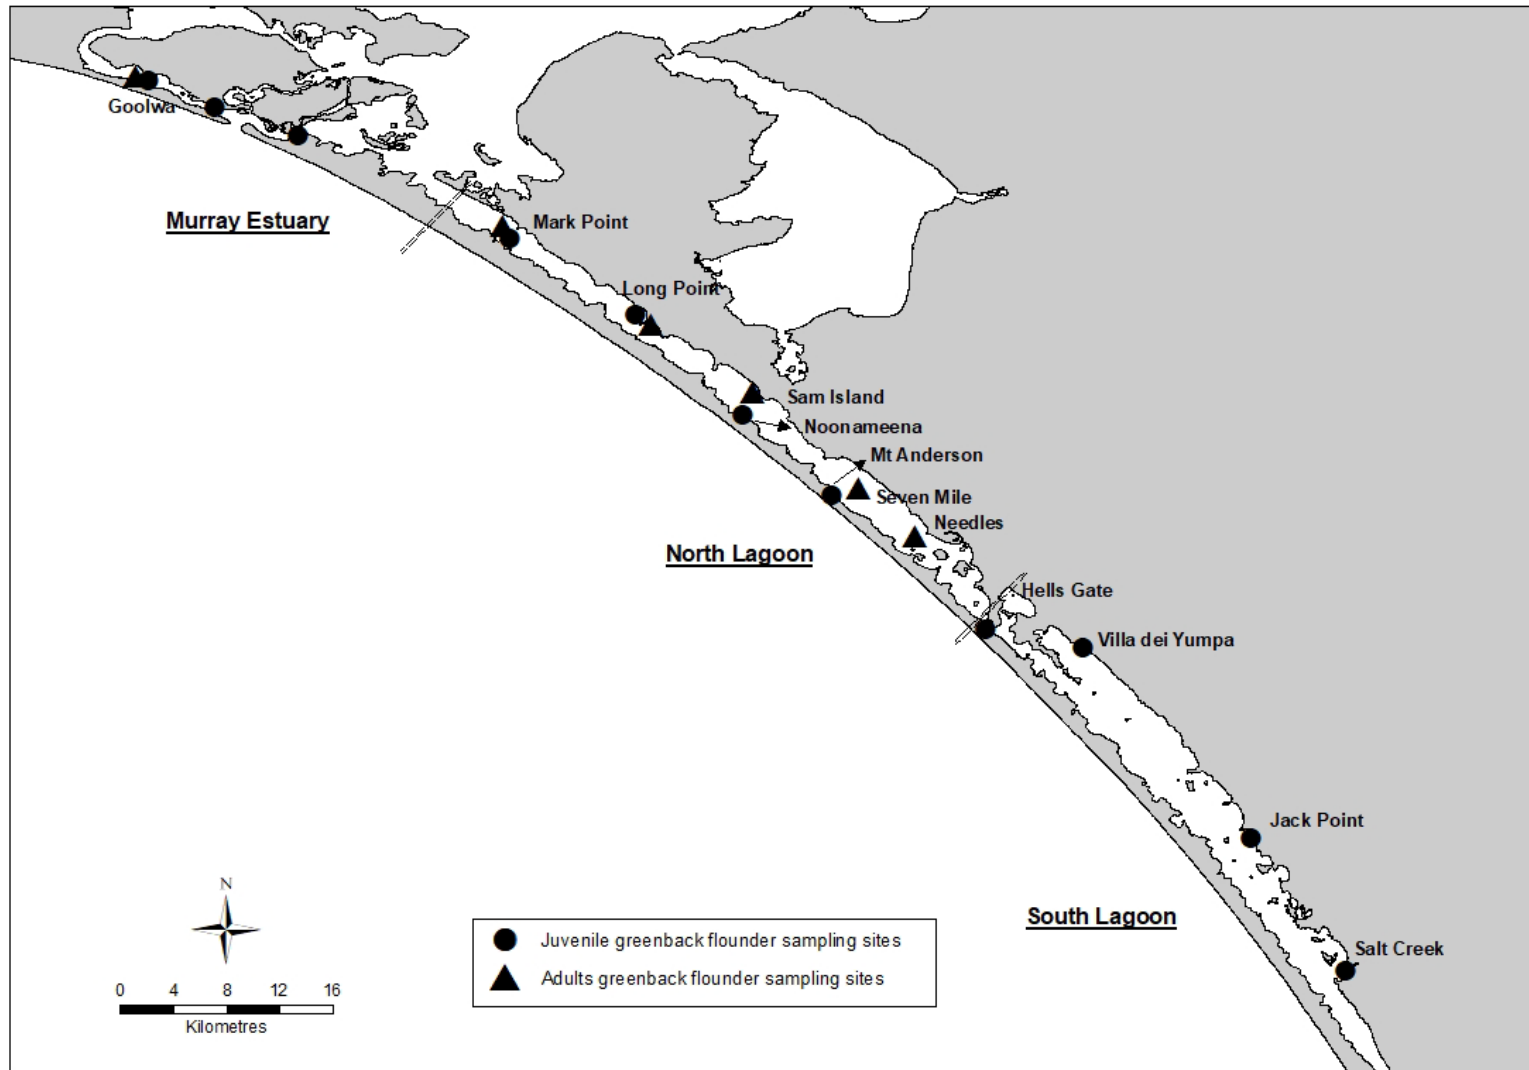 Goolwa
Murray Estuary
Mark Point
Long Point
Sam Island
Noonameena
Mt Anderson
Seven Mile
Needles
North Lagoon
Hells Gate
Villa dei Yumpa
Jack Point
South Lagoon
Salt Creek
N
0 4 8 12 16
Kilometres
Juvenile greenback flounder sampling sites
Adults greenback flounder sampling sites